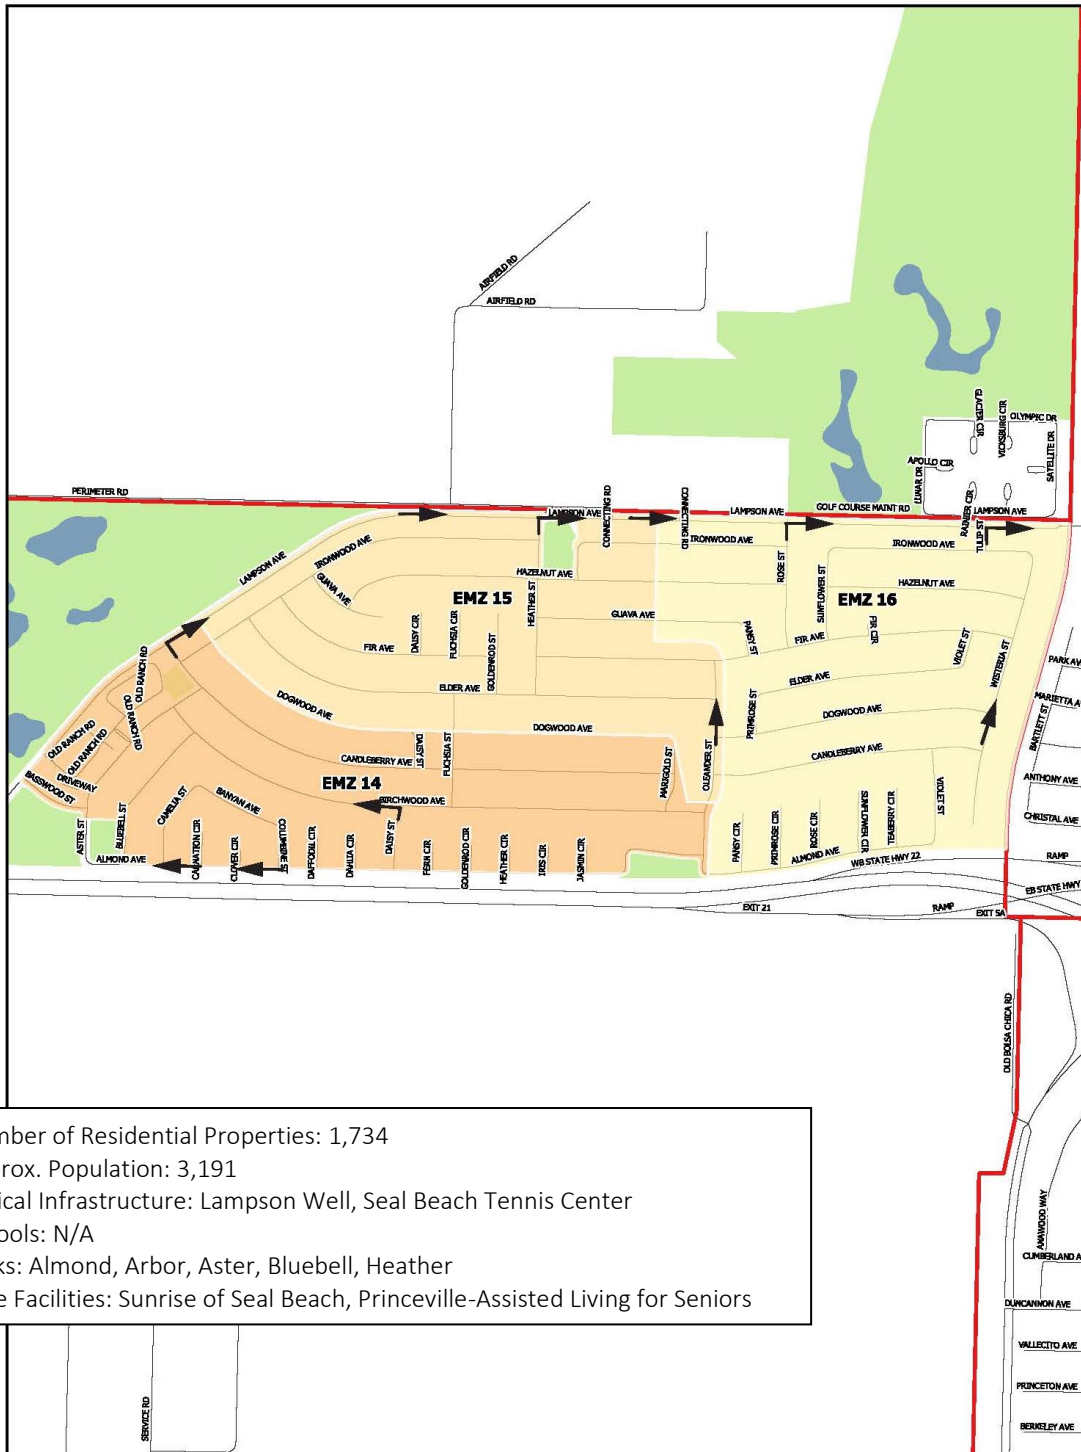 AIRFIELD RD
AIRFIELD RD
GLACIER CIR
VICKSBURG CIR
OLYMPIC DR
APOLLO CIR
LUNAR DR
SATELLITE DR
RAINIER CIR
PERIMETER RD
LAMPSON AVE
CONNECTING RD
CONNECTING RD
LAMPSON AVE
GOLF COURSE MAINT RD
LAMPSON AVE
TULIP ST
LAMPSON AVE
IRONWOOD AVE
IRONWOOD AVE
IRONWOOD AVE
GUAVA AVE
HAZELNUT AVE
HEATHER ST
ROSE ST
SUNFLOWER ST
HAZELNUT AVE
EMZ 15
EMZ 16
GUAVA AVE
DAISY CIR
FUCHSIA CIR
GOLDENROD ST
FIR AVE
PANSY ST
FIR AVE
FIR CIR
VIOLET ST
WISTERIA ST
PARK AV
OLD RANCH RD
OLD RANCH RD
OLD RANCH RD
OLD RANCH RD
ELDER AVE
ELDER AVE
PRIMROSE ST
MARIETTA A
BARTLETT ST
DOGWOOD AVE
DOGWOOD AVE
DOGWOOD AVE
DAISY ST
FUCHSIA ST
CANDLEBERRY AVE
CANDLEBERRY AVE
MARIGOLD ST
OLEANDER ST
BASSWOOD ST
DRIVEWAY
EMZ 14
ANTHONY AVE
CAMELIA ST
BANYAN AVE
BIRCHWOOD AVE
VIOLET ST
CHRISTAL AVE
ASTER ST
BLUEBELL ST
ALMOND AVE
CARNATION CIR
CLOVER CIR
COLUMBINE ST
DAFFODIL CIR
DAHLIA CIR
DAISY ST
FERN CIR
GOLDENROD CIR
HEATHER CIR
IRIS CIR
JASMIN CIR
PANSY CIR
PRIMROSE CIR
ROSE CIR
SUNFLOWER CIR
TEABERRY CIR
ALMOND AVE
WB STATE HWY 22
RAMP
EB STATE HWY
EXIT 21
RAMP
EXIT 5A
OLD BOLSA CHICA RD
mber of Residential Properties: 1,734
rox. Population: 3,191
ical Infrastructure: Lampson Well, Seal Beach Tennis Center
ools: N/A
ks: Almond, Arbor, Aster, Bluebell, Heather
e Facilities: Sunrise of Seal Beach, Princeville-Assisted Living for Seniors
CUMBERLAND A
DUNCANNON AVE
VALLECITO AVE
PRINCETON AVE
BERKELEY AVE
SERVICE RD